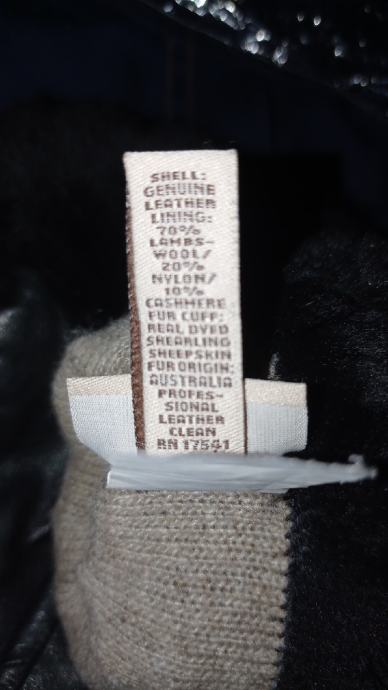 SHELL:
GENUINE
LEATHER
LINING:
70%
LAMBS-
WOOL/
20%
NYLON/
10%
CASHMERE
FUR CUFF:
REAL DYED
SHEARLING
SHEEPSKIN
FUR ORIGIN:
AUSTRALIA
PROFES-
SIONAL
LEATHER
CLEAN
RN 17541